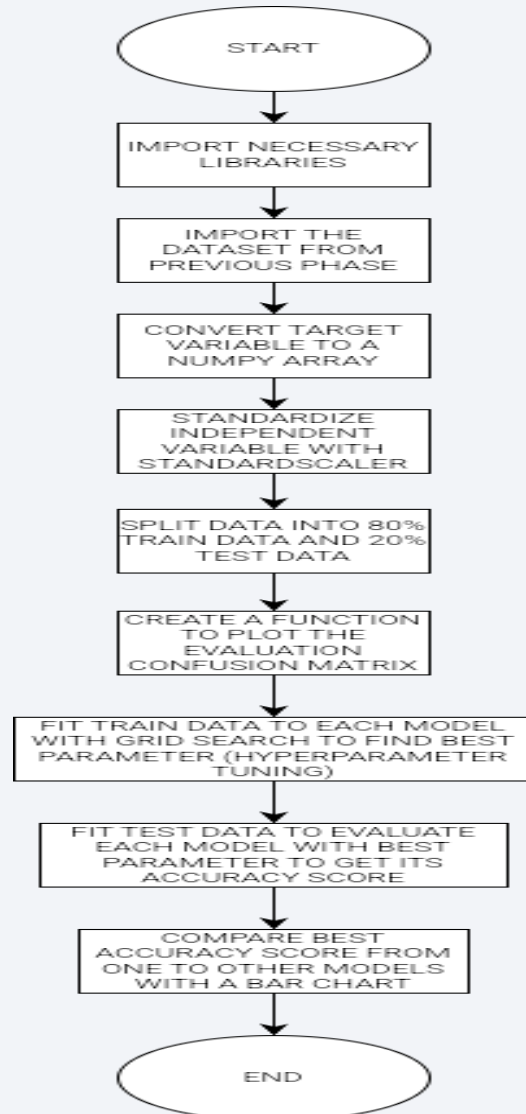 START
IMPORT NECESSARY
LIBRARIES
IMPORT THE
DATASET FROM
PREVIOUS PHASE
CONVERT TARGET
VARIABLE TO A
NUMPY ARRAY
STANDARDIZE
INDEPENDENT
VARIABLE WITH
STANDARDSCALER
SPLIT DATA INTO 80%
TRAIN DATA AND 20%
TEST DATA
CREATE A FUNCTION
TO PLOT THE
EVALUATION
CONFUSION MATRIX
FIT TRAIN DATA TO EACH MODEL
WITH GRID SEARCH TO FIND BEST
PARAMETER (HYPERPARAMETER
TUNING)
FIT TEST DATA TO EVALUATE
EACH MODEL WITH BEST
PARAMETER TO GET ITS
ACCURACY SCORE
COMPARE BEST
ACCURACY SCORE FROM
ONE TO OTHER MODELS
WITH A BAR CHART
END